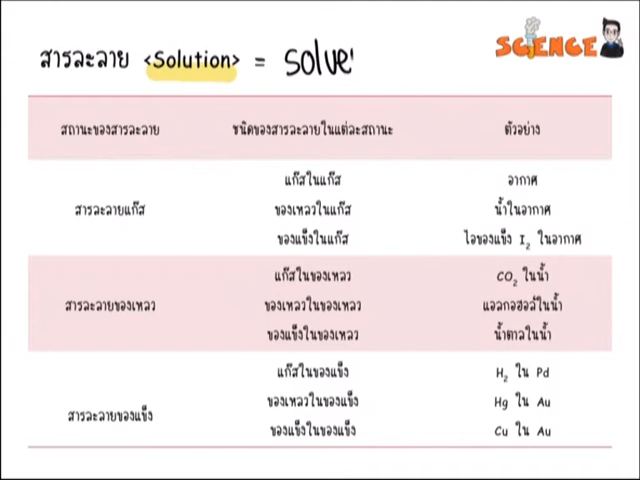 สารละลาย <Solution> = solve
SCIENCE
สถานะของสารละลาย ชนิดของสารละลายในแต่ละสถานะ ตัวอย่าง
แก๊สในแก๊ส อากาศ
สารละลายแก๊ส ของเหลวในแก๊ส น้ำในอากาศ
ของแข็งในแก๊ส ไอของแข็ง I₂ ในอากาศ
แก๊สในของเหลว CO₂ ในน้ำ
สารละลายของเหลว ของเหลวในของเหลว แอลกอฮอล์ในน้ำ
ของแข็งในของเหลว น้ำตาลในน้ำ
แก๊สในของแข็ง H₂ ใน Pd
สารละลายของแข็ง ของเหลวในของแข็ง Hg ใน Au
ของแข็งในของแข็ง Cu ใน Au